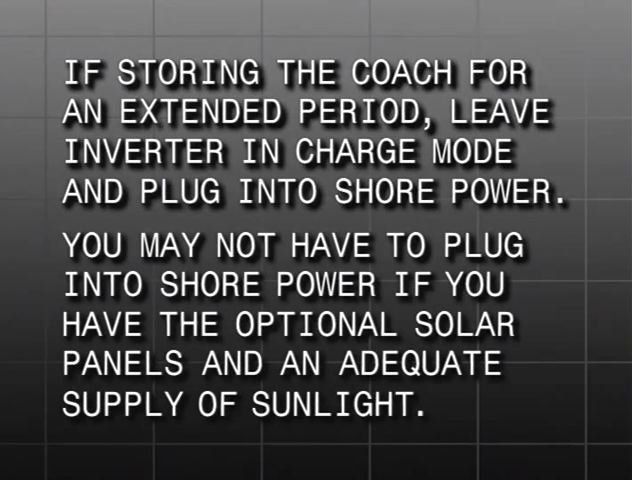 IF STORING THE COACH FOR
AN EXTENDED PERIOD, LEAVE
INVERTER IN CHARGE MODE
AND PLUG INTO SHORE POWER.
YOU MAY NOT HAVE TO PLUG
INTO SHORE POWER IF YOU
HAVE THE OPTIONAL SOLAR
PANELS AND AN ADEQUATE
SUPPLY OF SUNLIGHT.